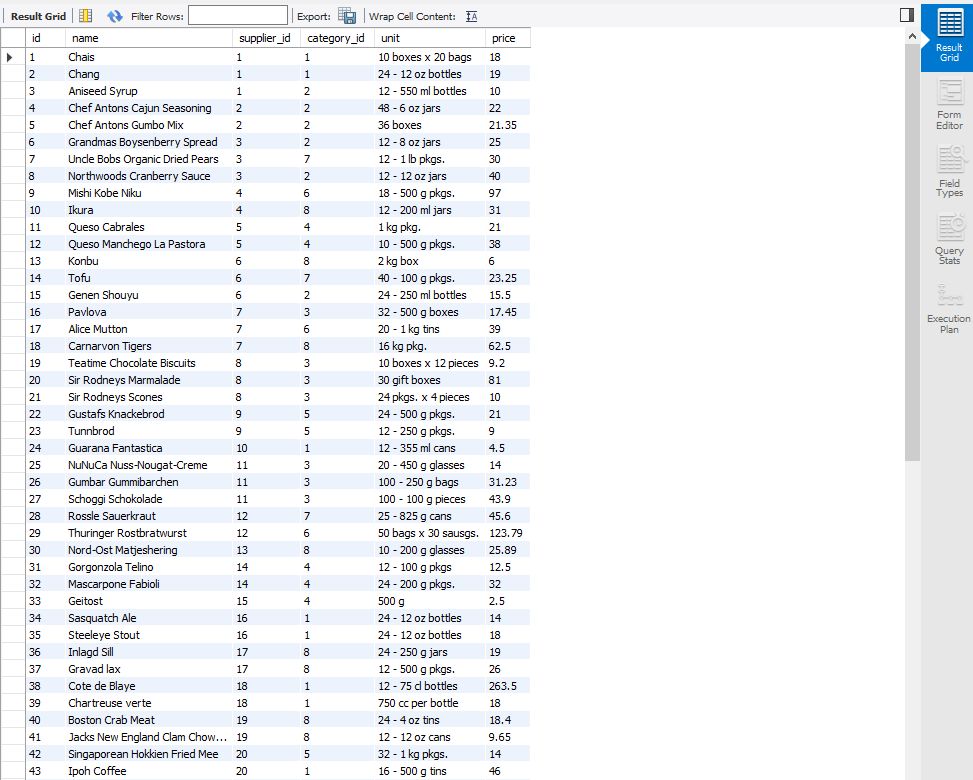 Result Grid Filter Rows: Export: Wrap Cell Content: IA
id name supplier_id category_id unit price
1 Chais 1 1 10 boxes x 20 bags 18
2 Chang 1 1 24 - 12 oz bottles 19
3 Aniseed Syrup 1 2 12 - 550 ml bottles 10
4 Chef Antons Cajun Seasoning 2 2 48 - 6 oz jars 22
5 Chef Antons Gumbo Mix 2 2 36 boxes 21.35
6 Grandmas Boysenberry Spread 3 2 12 - 8 oz jars 25
7 Uncle Bobs Organic Dried Pears 3 7 12 - 1 lb pkgs. 30
8 Northwoods Cranberry Sauce 3 2 12 - 12 oz jars 40
9 Mishi Kobe Niku 4 6 18 - 500 g pkgs. 97
10 Ikura 4 8 12 - 200 ml jars 31
11 Queso Cabrales 5 4 1 kg pkg. 21
12 Queso Manchego La Pastora 5 4 10 - 500 g pkgs. 38
13 Konbu 6 8 2 kg box 6
14 Tofu 6 7 40 - 100 g pkgs. 23.25
15 Genen Shouyu 6 2 24 - 250 ml bottles 15.5
16 Pavlova 7 3 32 - 500 g boxes 17.45
17 Alice Mutton 7 6 20 - 1 kg tins 39
18 Carnarvon Tigers 7 8 16 kg pkg. 62.5
19 Teatime Chocolate Biscuits 8 3 10 boxes x 12 pieces 9.2
20 Sir Rodneys Marmalade 8 3 30 gift boxes 81
21 Sir Rodneys Scones 8 3 24 pkgs. x 4 pieces 10
22 Gustafs Knackebrod 9 5 24 - 500 g pkgs. 21
23 Tunnbrod 9 5 12 - 250 g pkgs. 9
24 Guarana Fantastica 10 1 12 - 355 ml cans 4.5
25 NuNuCa Nuss-Nougat-Creme 11 3 20 - 450 g glasses 14
26 Gumbar Gummibarchen 11 3 100 - 250 g bags 31.23
27 Schoggi Schokolade 11 3 100 - 100 g pieces 43.9
28 Rossle Sauerkraut 12 7 25 - 825 g cans 45.6
29 Thuringer Rostbratwurst 12 6 50 bags x 30 sausgs. 123.79
30 Nord-Ost Matjeshering 13 8 10 - 200 g glasses 25.89
31 Gorgonzola Telino 14 4 12 - 100 g pkgs 12.5
32 Mascarpone Fabioli 14 4 24 - 200 g pkgs. 32
33 Geitost 15 4 500 g 2.5
34 Sasquatch Ale 16 1 24 - 12 oz bottles 14
35 Steeleye Stout 16 1 24 - 12 oz bottles 18
36 Inlagd Sill 17 8 24 - 250 g jars 19
37 Gravad lax 17 8 12 - 500 g pkgs. 26
38 Cote de Blaye 18 1 12 - 75 cl bottles 263.5
39 Chartreuse verte 18 1 750 cc per bottle 18
40 Boston Crab Meat 19 8 24 - 4 oz tins 18.4
41 Jacks New England Clam Chow... 19 8 12 - 12 oz cans 9.65
42 Singaporean Hokkien Fried Mee 20 5 32 - 1 kg pkgs. 14
43 Ipoh Coffee 20 1 16 - 500 g tins 46
Result
Grid
Form
Editor
Field
Types
Query
Stats
Execution
Plan